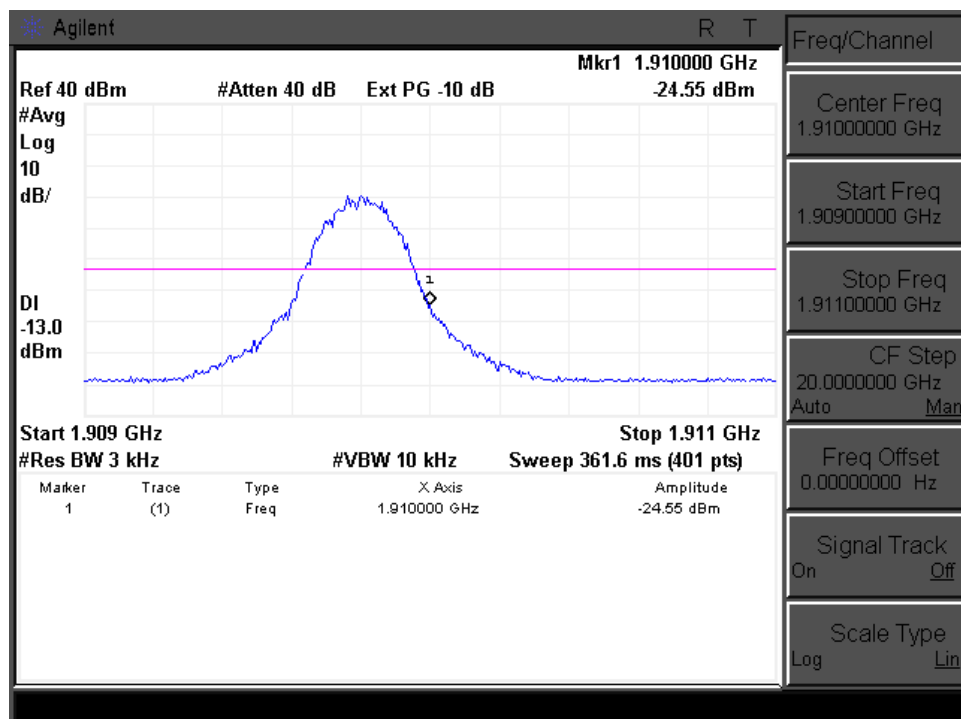 Agilent R T
Freq/Channel
Mkr1 1.910000 GHz
Ref 40 dBm #Atten 40 dB Ext PG -10 dB -24.55 dBm
#Avg
Log
10
dB/
1
DI
-13.0
dBm
Start 1.909 GHz Stop 1.911 GHz
#Res BW 3 kHz #VBW 10 kHz Sweep 361.6 ms (401 pts)
Marker Trace Type X Axis Amplitude
1 (1) Freq 1.910000 GHz -24.55 dBm
Center Freq
1.91000000 GHz
Start Freq
1.90900000 GHz
Stop Freq
1.91100000 GHz
CF Step
20.0000000 GHz
Auto Man
Freq Offset
0.00000000 Hz
Signal Track
On Off
Scale Type
Log Lin